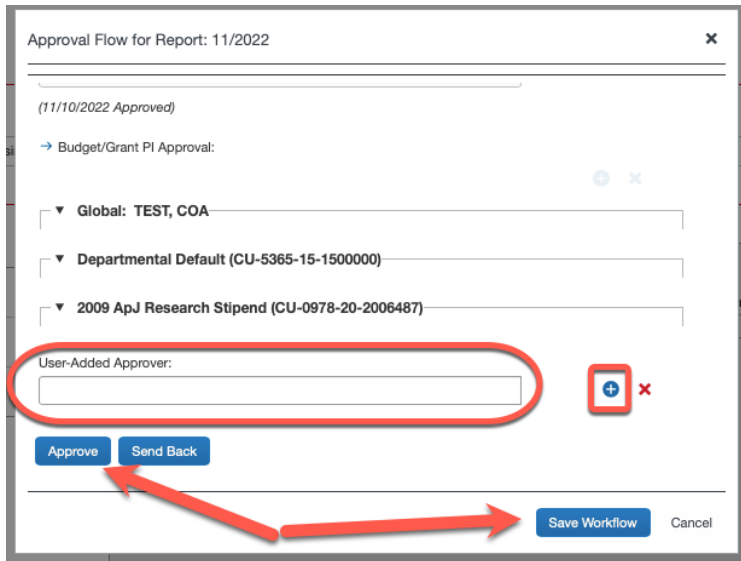 Approval Flow for Report: 11/2022
(11/10/2022 Approved)
→ Budget/Grant PI Approval:
▼ Global: TEST, COA
▼ Departmental Default (CU-5365-15-1500000)
▼ 2009 ApJ Research Stipend (CU-0978-20-2006487)
User-Added Approver:
Approve Send Back
Save Workflow Cancel